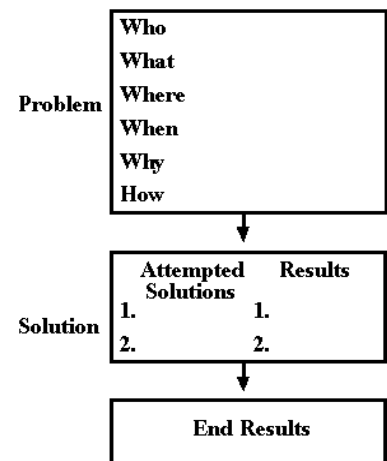 Problem
Who
What
Where
When
Why
How
Solution
Attempted Results
Solutions
1. 1.
2. 2.
End Results